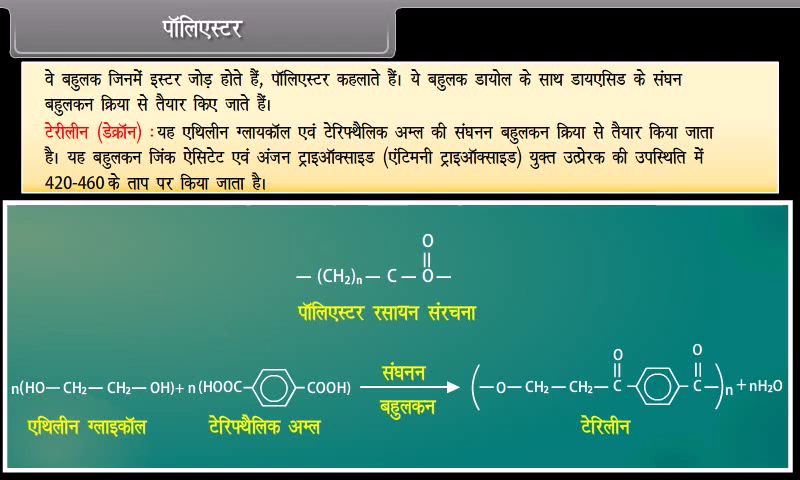 पॉलिएस्टर
वे बहुलक जिनमें इस्टर जोड़ होते हैं, पॉलिएस्टर कहलाते हैं। ये बहुलक डायोल के साथ डायएसिड के संघन
बहुलकन क्रिया से तैयार किए जाते हैं।
टेरीलीन (डेक्रॉन) : यह एथिलीन ग्लायकॉल एवं टेरिफ्थैलिक अम्ल की संघनन बहुलकन क्रिया से तैयार किया जाता
है। यह बहुलकन जिंक ऐसिटेट एवं अंजन ट्राइऑक्साइड (एंटिमनी ट्राइऑक्साइड) युक्त उत्प्रेरक की उपस्थिति में
420-460 के ताप पर किया जाता है।
O
— (CH₂)ₙ— C — O —
पॉलिएस्टर रसायन संरचना
O O
n(HO— CH₂— CH₂— OH)+ n (HOOC— —COOH) संघनन ( — O— CH₂— CH₂— C — — C — )n + nH₂O
बहुलकन
एथिलीन ग्लाइकॉल टेरिफ्थैलिक अम्ल टेरिलीन